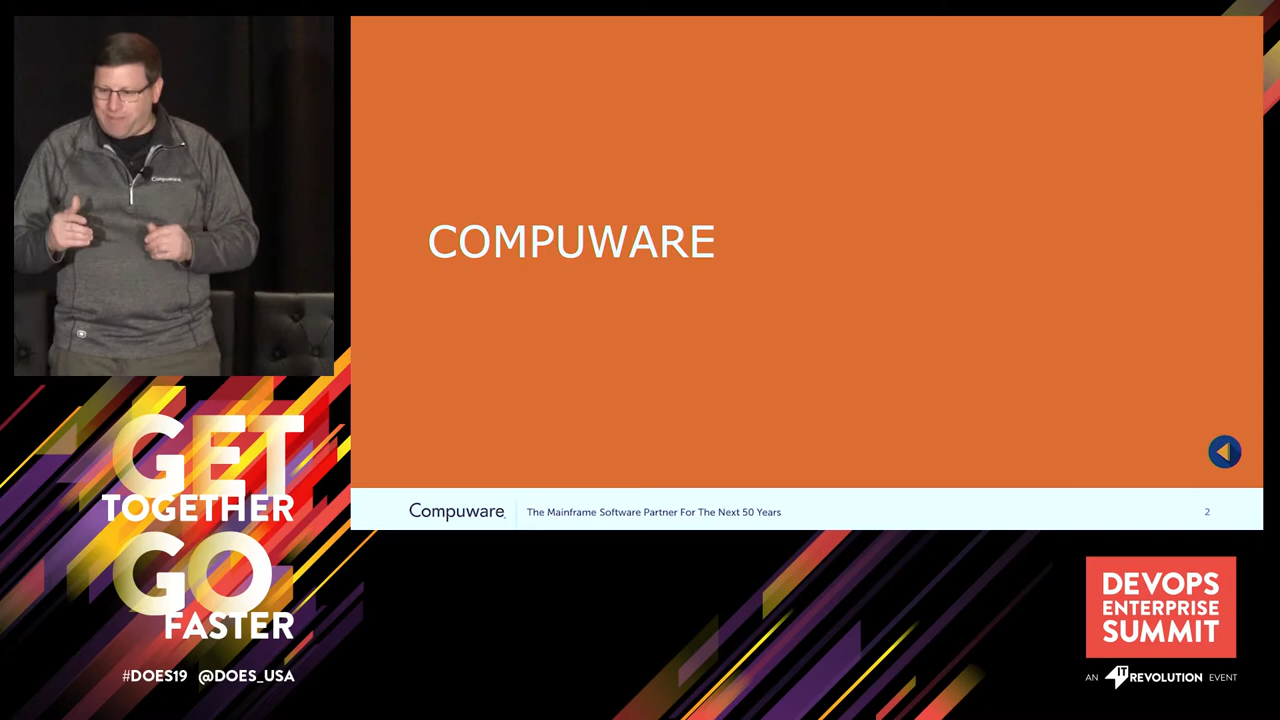 Compuware
COMPUWARE
Compuware
The Mainframe Software Partner For The Next 50 Years
2
GET
TOGETHER
GO
FASTER
#DOES19 @DOES_USA
DEVOPS
ENTERPRISE
SUMMIT
AN IT REVOLUTION EVENT